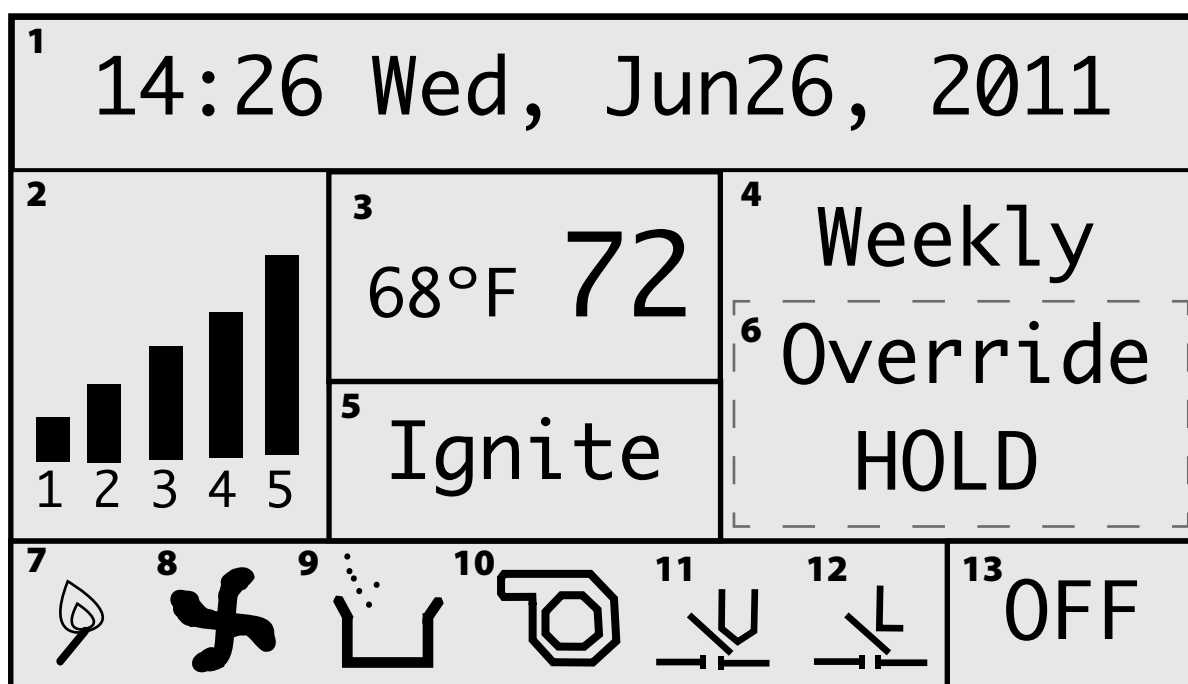 1
14:26 Wed, Jun26, 2011
2
1 2 3 4 5
3
68°F 72
4
Weekly
5
Ignite
6
Override
HOLD
7 8 9 10 11 12 13
U L OFF